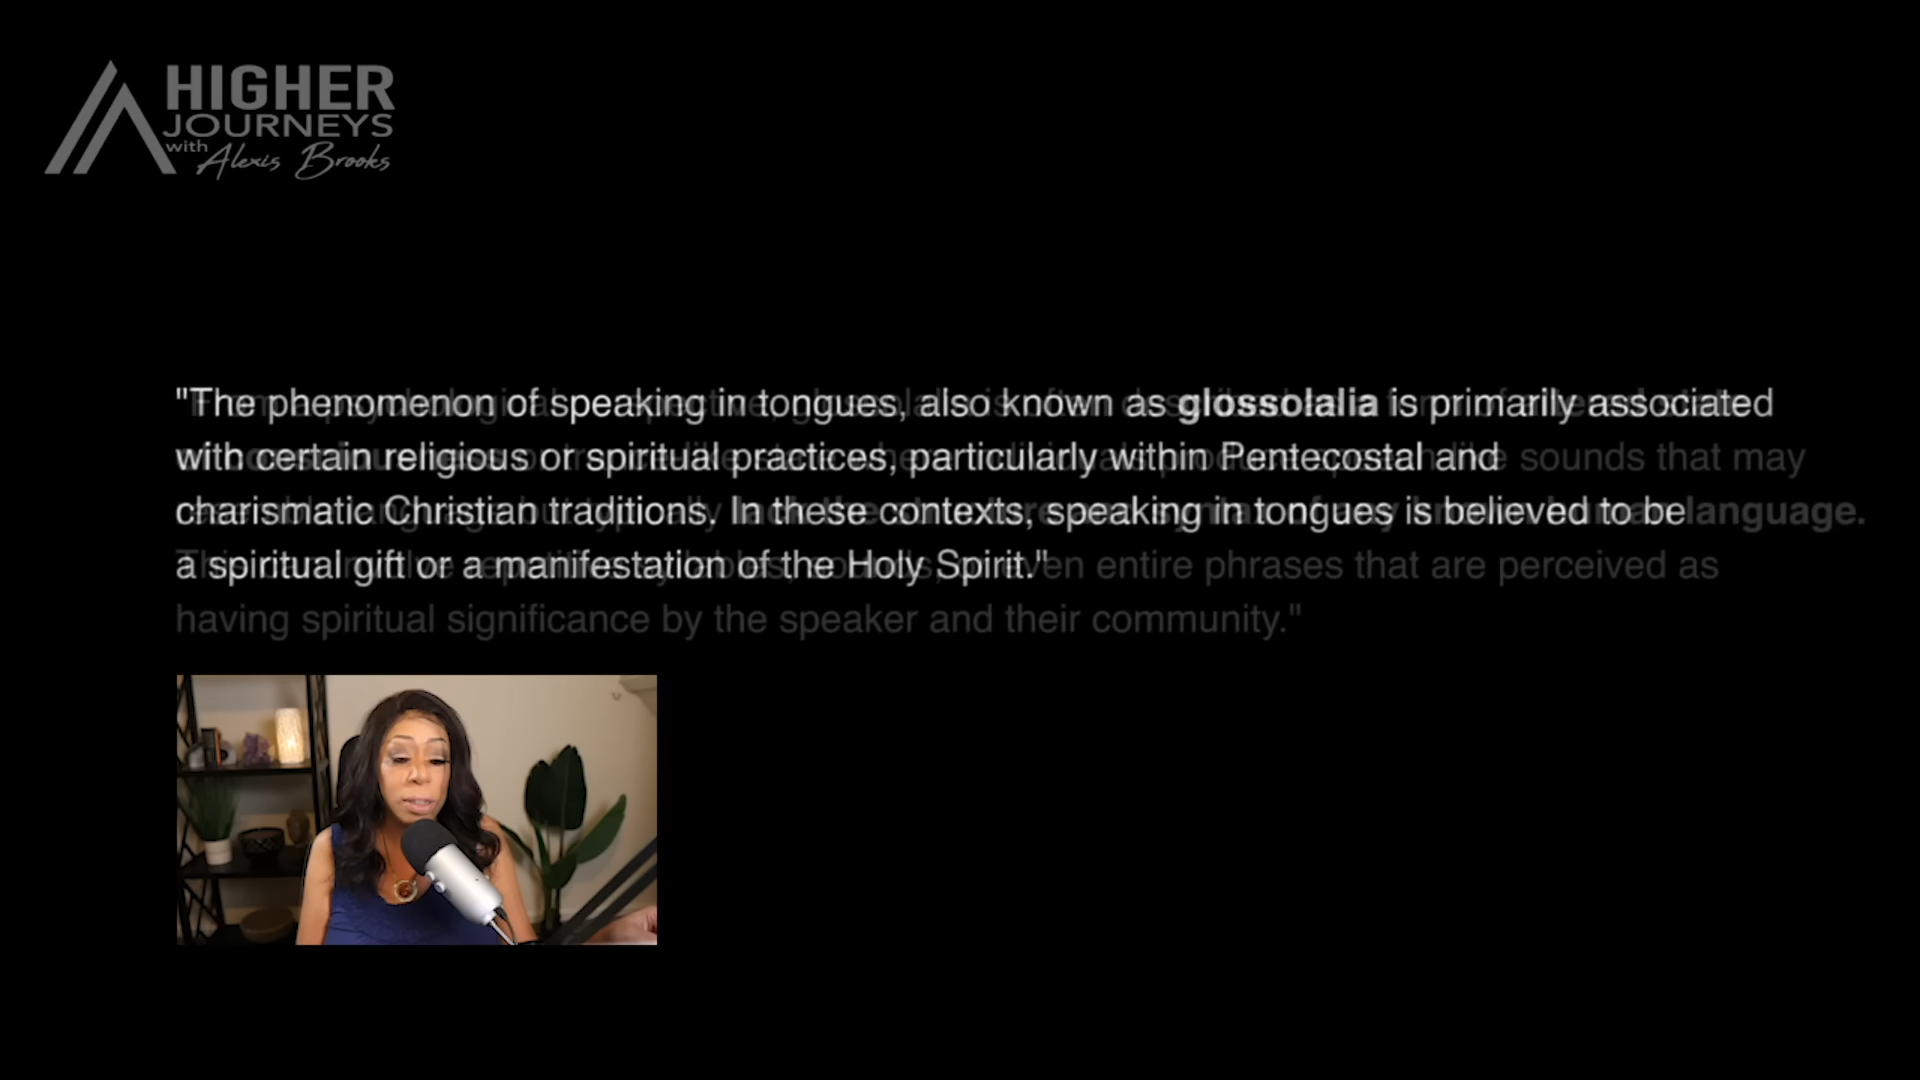 HIGHER
JOURNEYS
with Alexis Brooks
"The phenomenon of speaking in tongues, also known as glossolalia is primarily associated
with certain religious or spiritual practices, particularly within Pentecostal and
charismatic Christian traditions. In these contexts, speaking in tongues is believed to be
a spiritual gift or a manifestation of the Holy Spirit."
sounds that may
language.
entire phrases that are perceived as
having spiritual significance by the speaker and their community."